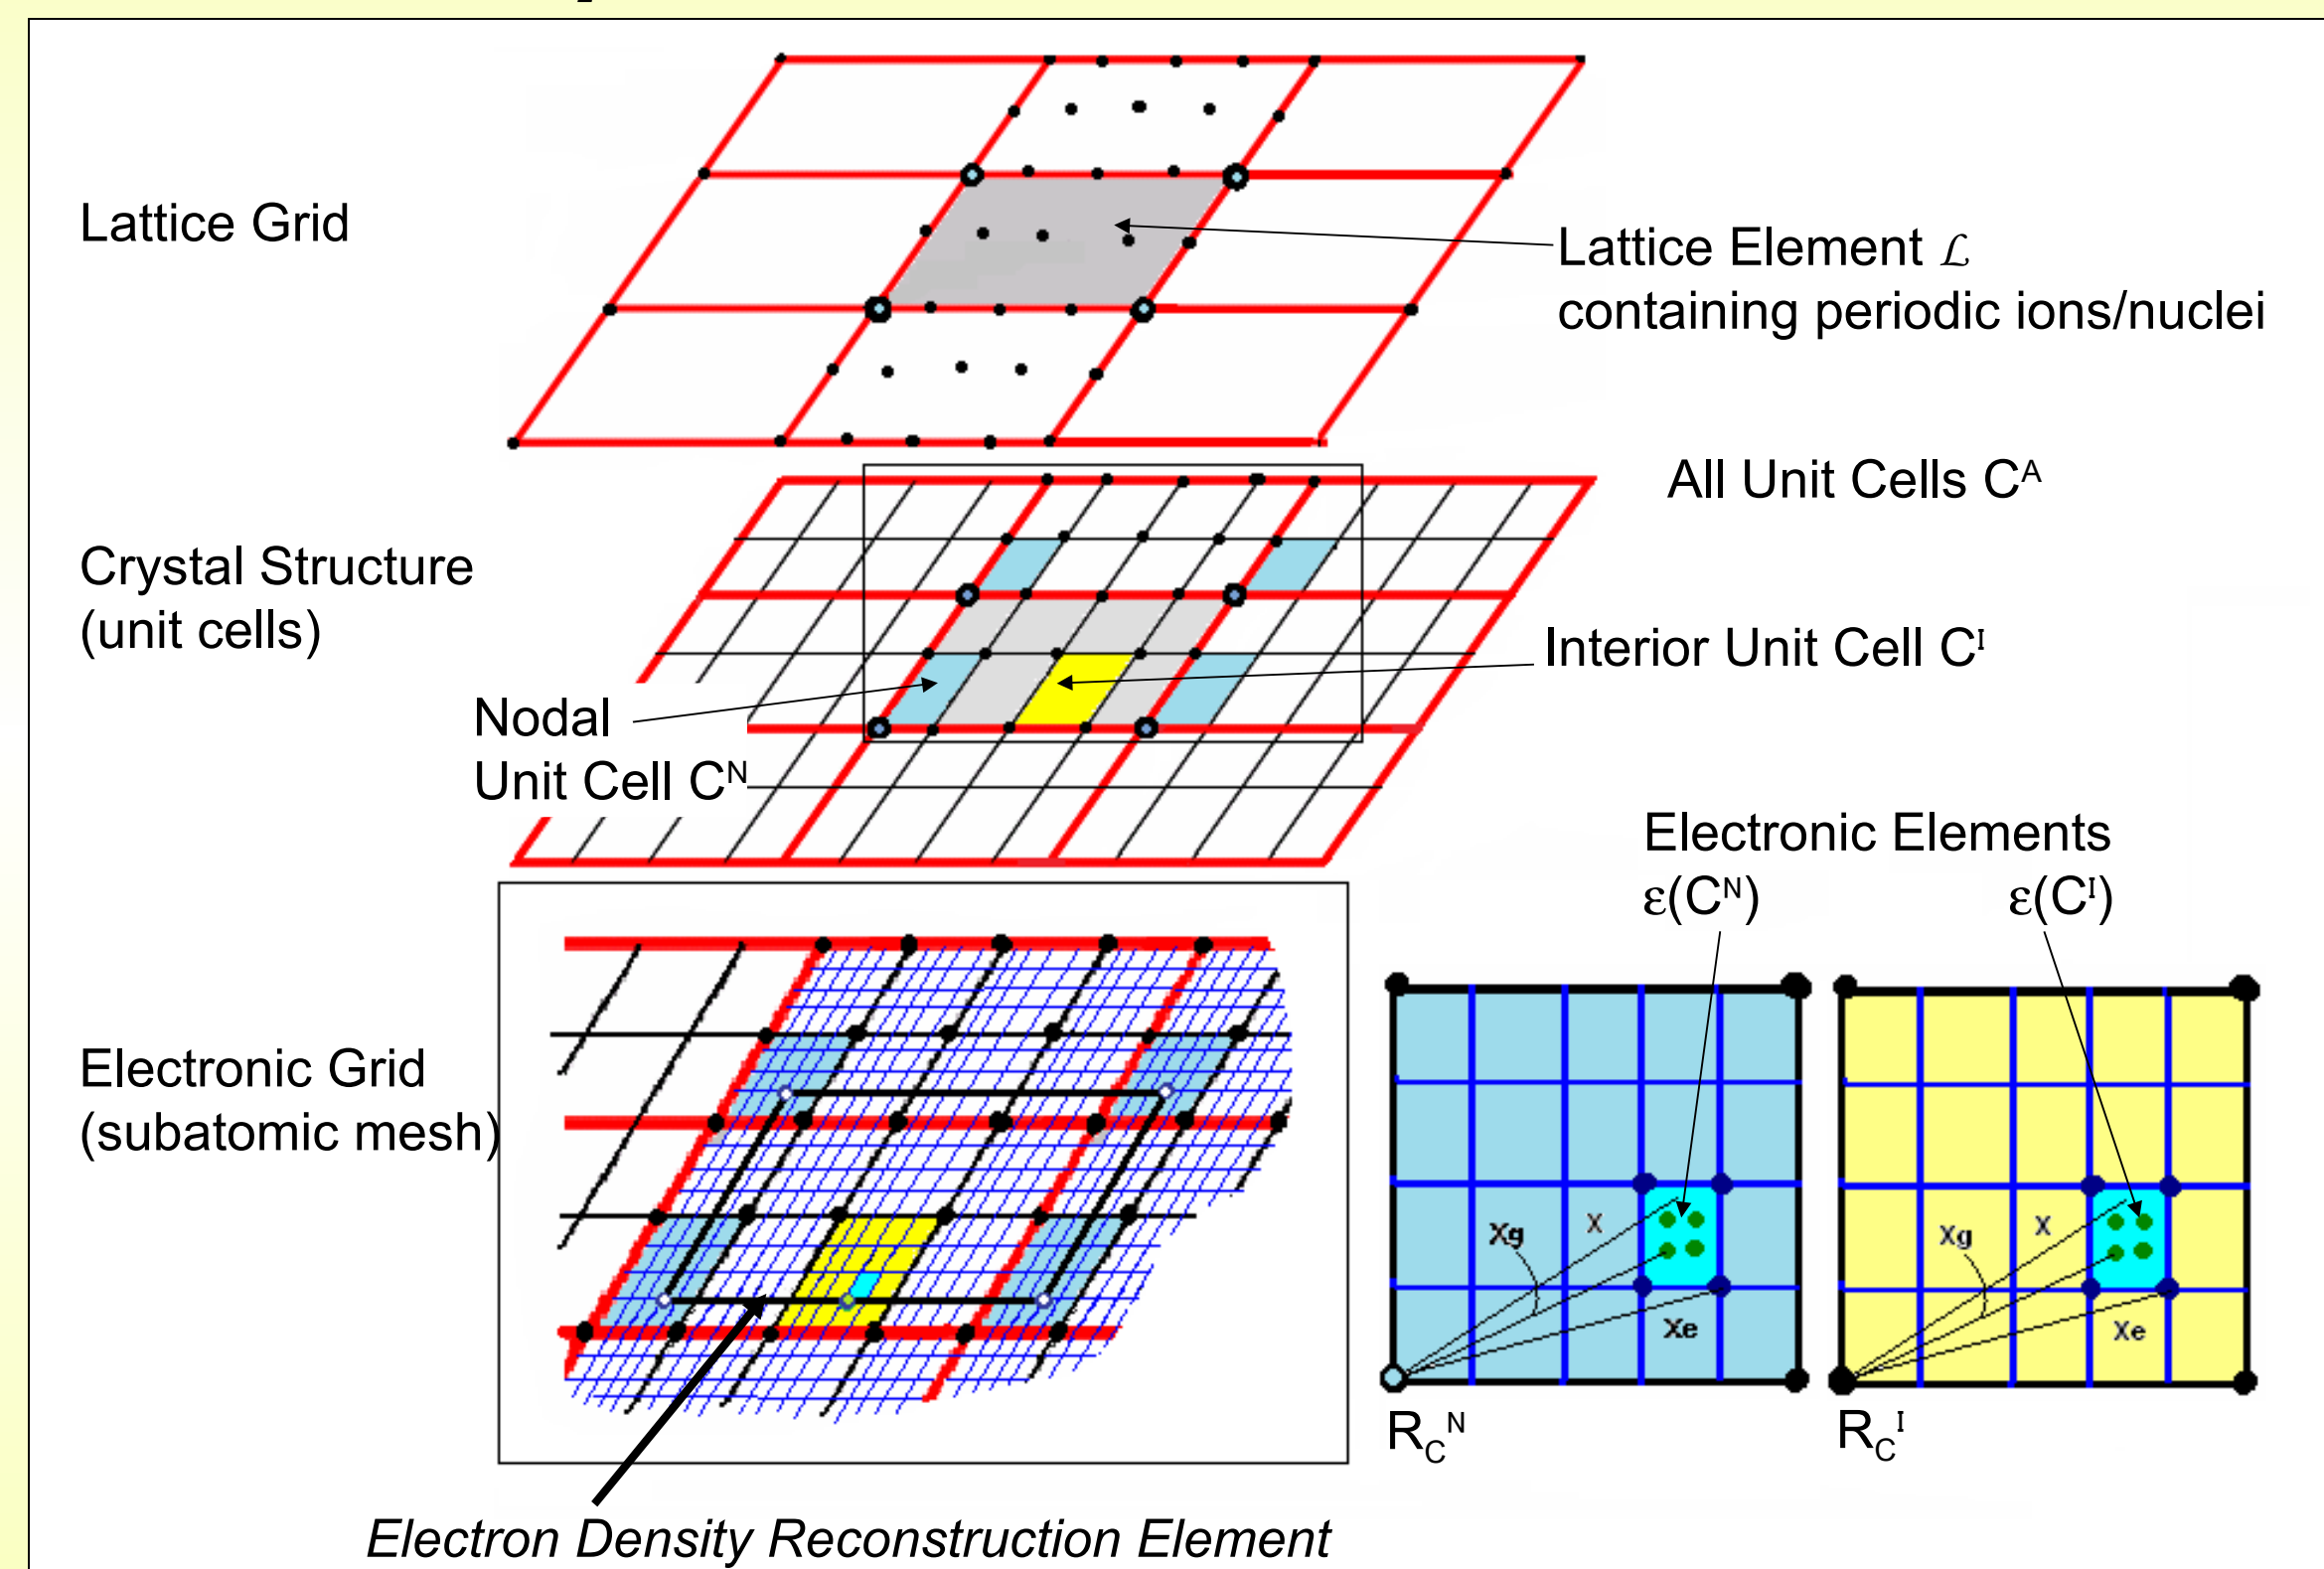 Lattice Grid
Lattice Element ℒ
containing periodic ions/nuclei
All Unit Cells Cᴬ
Crystal Structure
(unit cells)
Interior Unit Cell Cᴵ
Nodal
Unit Cell Cᴺ
Electronic Elements
ε(Cᴺ) ε(Cᴵ)
Electronic Grid
(subatomic mesh)
Xg X Xe
Xg X Xe
R_C^N R_C^I
Electron Density Reconstruction Element